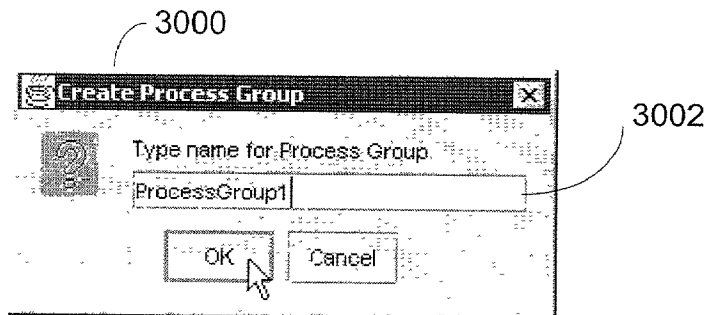 3000
Create Process Group
3002
Type name for Process Group
ProcessGroup1
OK
Cancel